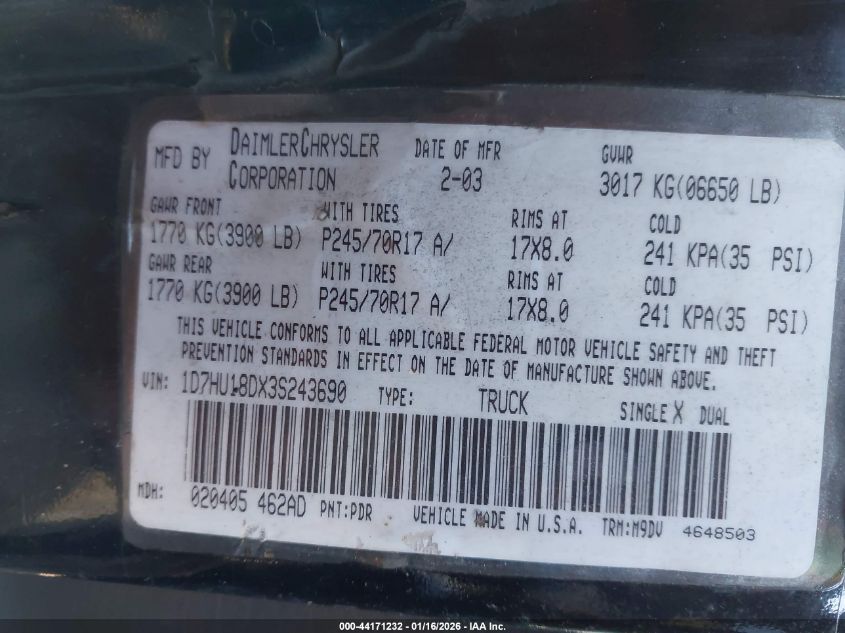 MFD BY DAIMLERCHRYSLER CORPORATION DATE OF MFR 2-03 GVWR 3017 KG(06650 LB)
GAWR FRONT WITH TIRES RIMS AT COLD
1770 KG(3900 LB) P245/70R17 A/ 17X8.0 241 KPA(35 PSI)
GAWR REAR WITH TIRES RIMS AT COLD
1770 KG(3900 LB) P245/70R17 A/ 17X8.0 241 KPA(35 PSI)
THIS VEHICLE CONFORMS TO ALL APPLICABLE FEDERAL MOTOR VEHICLE SAFETY AND THEFT
PREVENTION STANDARDS IN EFFECT ON THE DATE OF MANUFACTURE SHOWN ABOVE.
VIN: 1D7HU18DX3S243690 TYPE: TRUCK SINGLE X DUAL
MDH: 020405 462AD PNT:PDR VEHICLE MADE IN U.S.A. TRM:M9DV 4648503
000-44171232 - 01/16/2026 - IAA Inc.